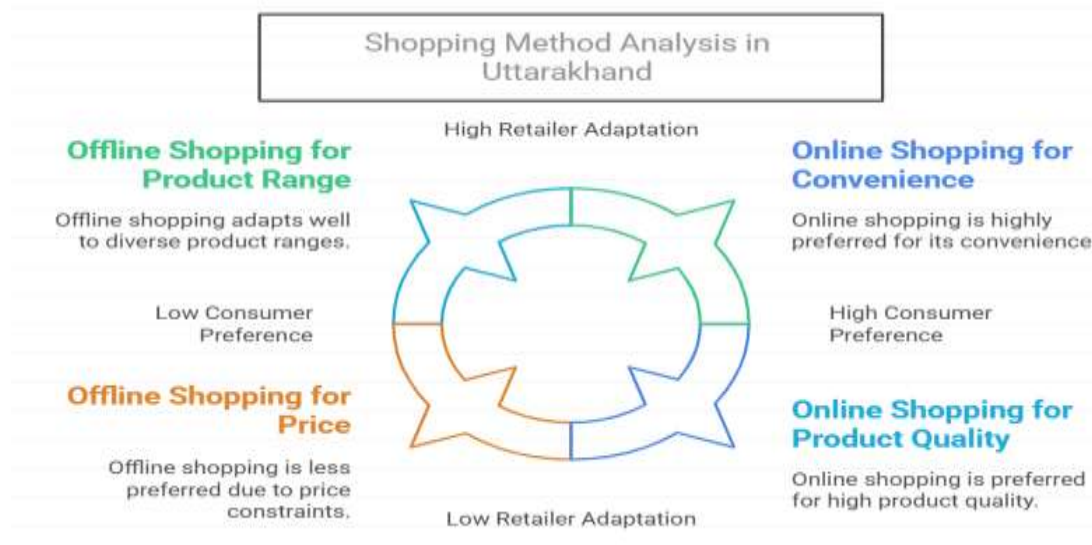 Shopping Method Analysis in
Uttarakhand
High Retailer Adaptation
Offline Shopping for
Product Range
Offline shopping adapts well
to diverse product ranges.
Online Shopping for
Convenience
Online shopping is highly
preferred for its convenience
Low Consumer
Preference
High Consumer
Preference
Offline Shopping for
Price
Offline shopping is less
preferred due to price
constraints.
Online Shopping for
Product Quality
Online shopping is preferred
for high product quality.
Low Retailer Adaptation